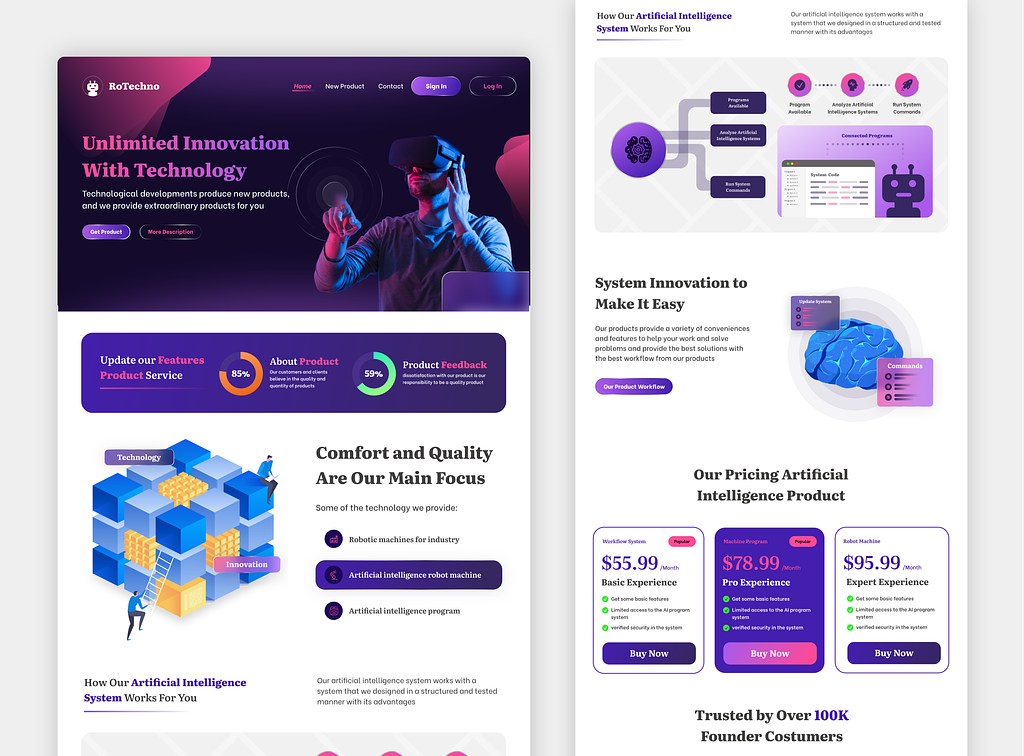 RoTechno
Home
New Product
Contact
Sign In
Log In
Unlimited Innovation
With Technology
Technological developments produce new products,
and we provide extraordinary products for you
Get Product
More Description
Update our Features
Product Service
85%
About Product
Our customers and clients
believe in the quality and
quantity of products
59%
Product Feedback
dissatisfaction with our product is our
responsibility to be a quality product
Technology
Innovation
Comfort and Quality
Are Our Main Focus
Some of the technology we provide:
Robotic machines for industry
Artificial intelligence robot machine
Artificial intelligence program
How Our Artificial Intelligence
System Works For You
Our artificial intelligence system works with a
system that we designed in a structured and tested
manner with its advantages
How Our Artificial Intelligence
System Works For You
Our artificial intelligence system works with a
system that we designed in a structured and tested
manner with its advantages
Programs
Available
Analyze Artificial
Intelligence Systems
Run System
Commands
Program
Available
Analyze Artificial
Intelligence Systems
Run System
Commands
Connected Programs
System Code
System Innovation to
Make It Easy
Our products provide a variety of conveniences
and features to help your work and solve
problems and provide the best solutions with
the best workflow from our products
Our Product Workflow
Update System
Commands
Our Pricing Artificial
Intelligence Product
Workflow System
Popular
$55.99 /Month
Basic Experience
Get some basic features
Limited access to the AI program
system
verified security in the system
Buy Now
Machine Program
Popular
$78.99 /Month
Pro Experience
Get some basic features
Limited access to the AI program
system
verified security in the system
Buy Now
Robot Machine
$95.99 /Month
Expert Experience
Get some basic features
Limited access to the AI program
system
verified security in the system
Buy Now
Trusted by Over 100K
Founder Costumers